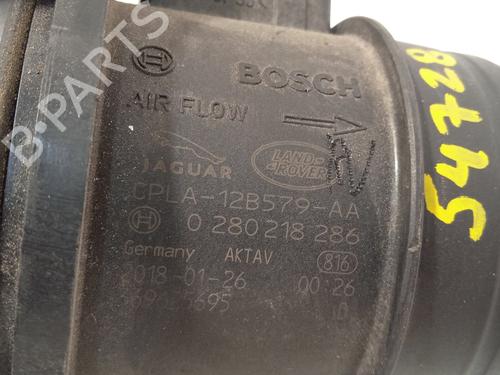 BOSCH
AIR FLOW
JAGUAR
LAND-
ROVER
CPLA-12B579-AA
0 280 218 286
Germany AKTAV 816
2018-01-26 00:26
54728
B-PARTS